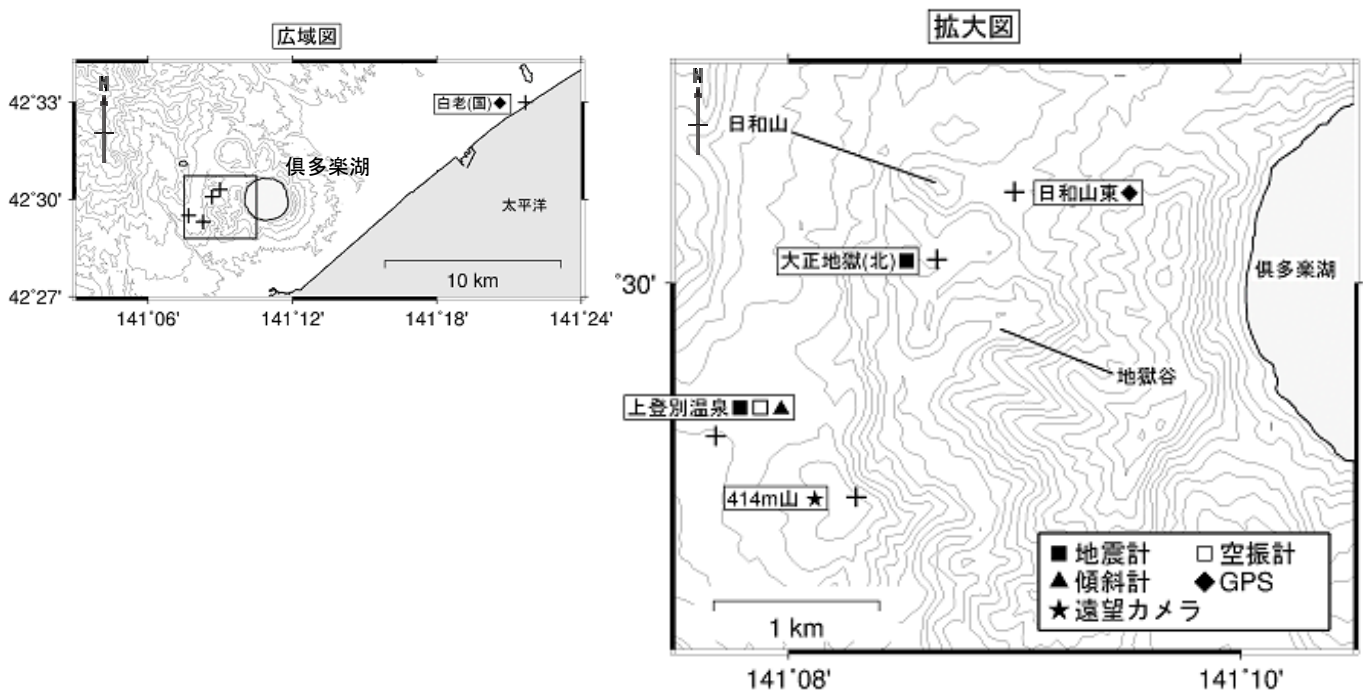 広域図
N
42°33'
42°30'
42°27'
白老(国)◆
倶多楽湖
太平洋
10 km
141°06'
141°12'
141°18'
141°24'
拡大図
N
日和山
日和山東◆
大正地獄(北)■
°30'
倶多楽湖
地獄谷
上登別温泉■□▲
414m山 ★
■地震計 □空振計
▲傾斜計 ◆GPS
★遠望カメラ
1 km
141°08'
141°10'